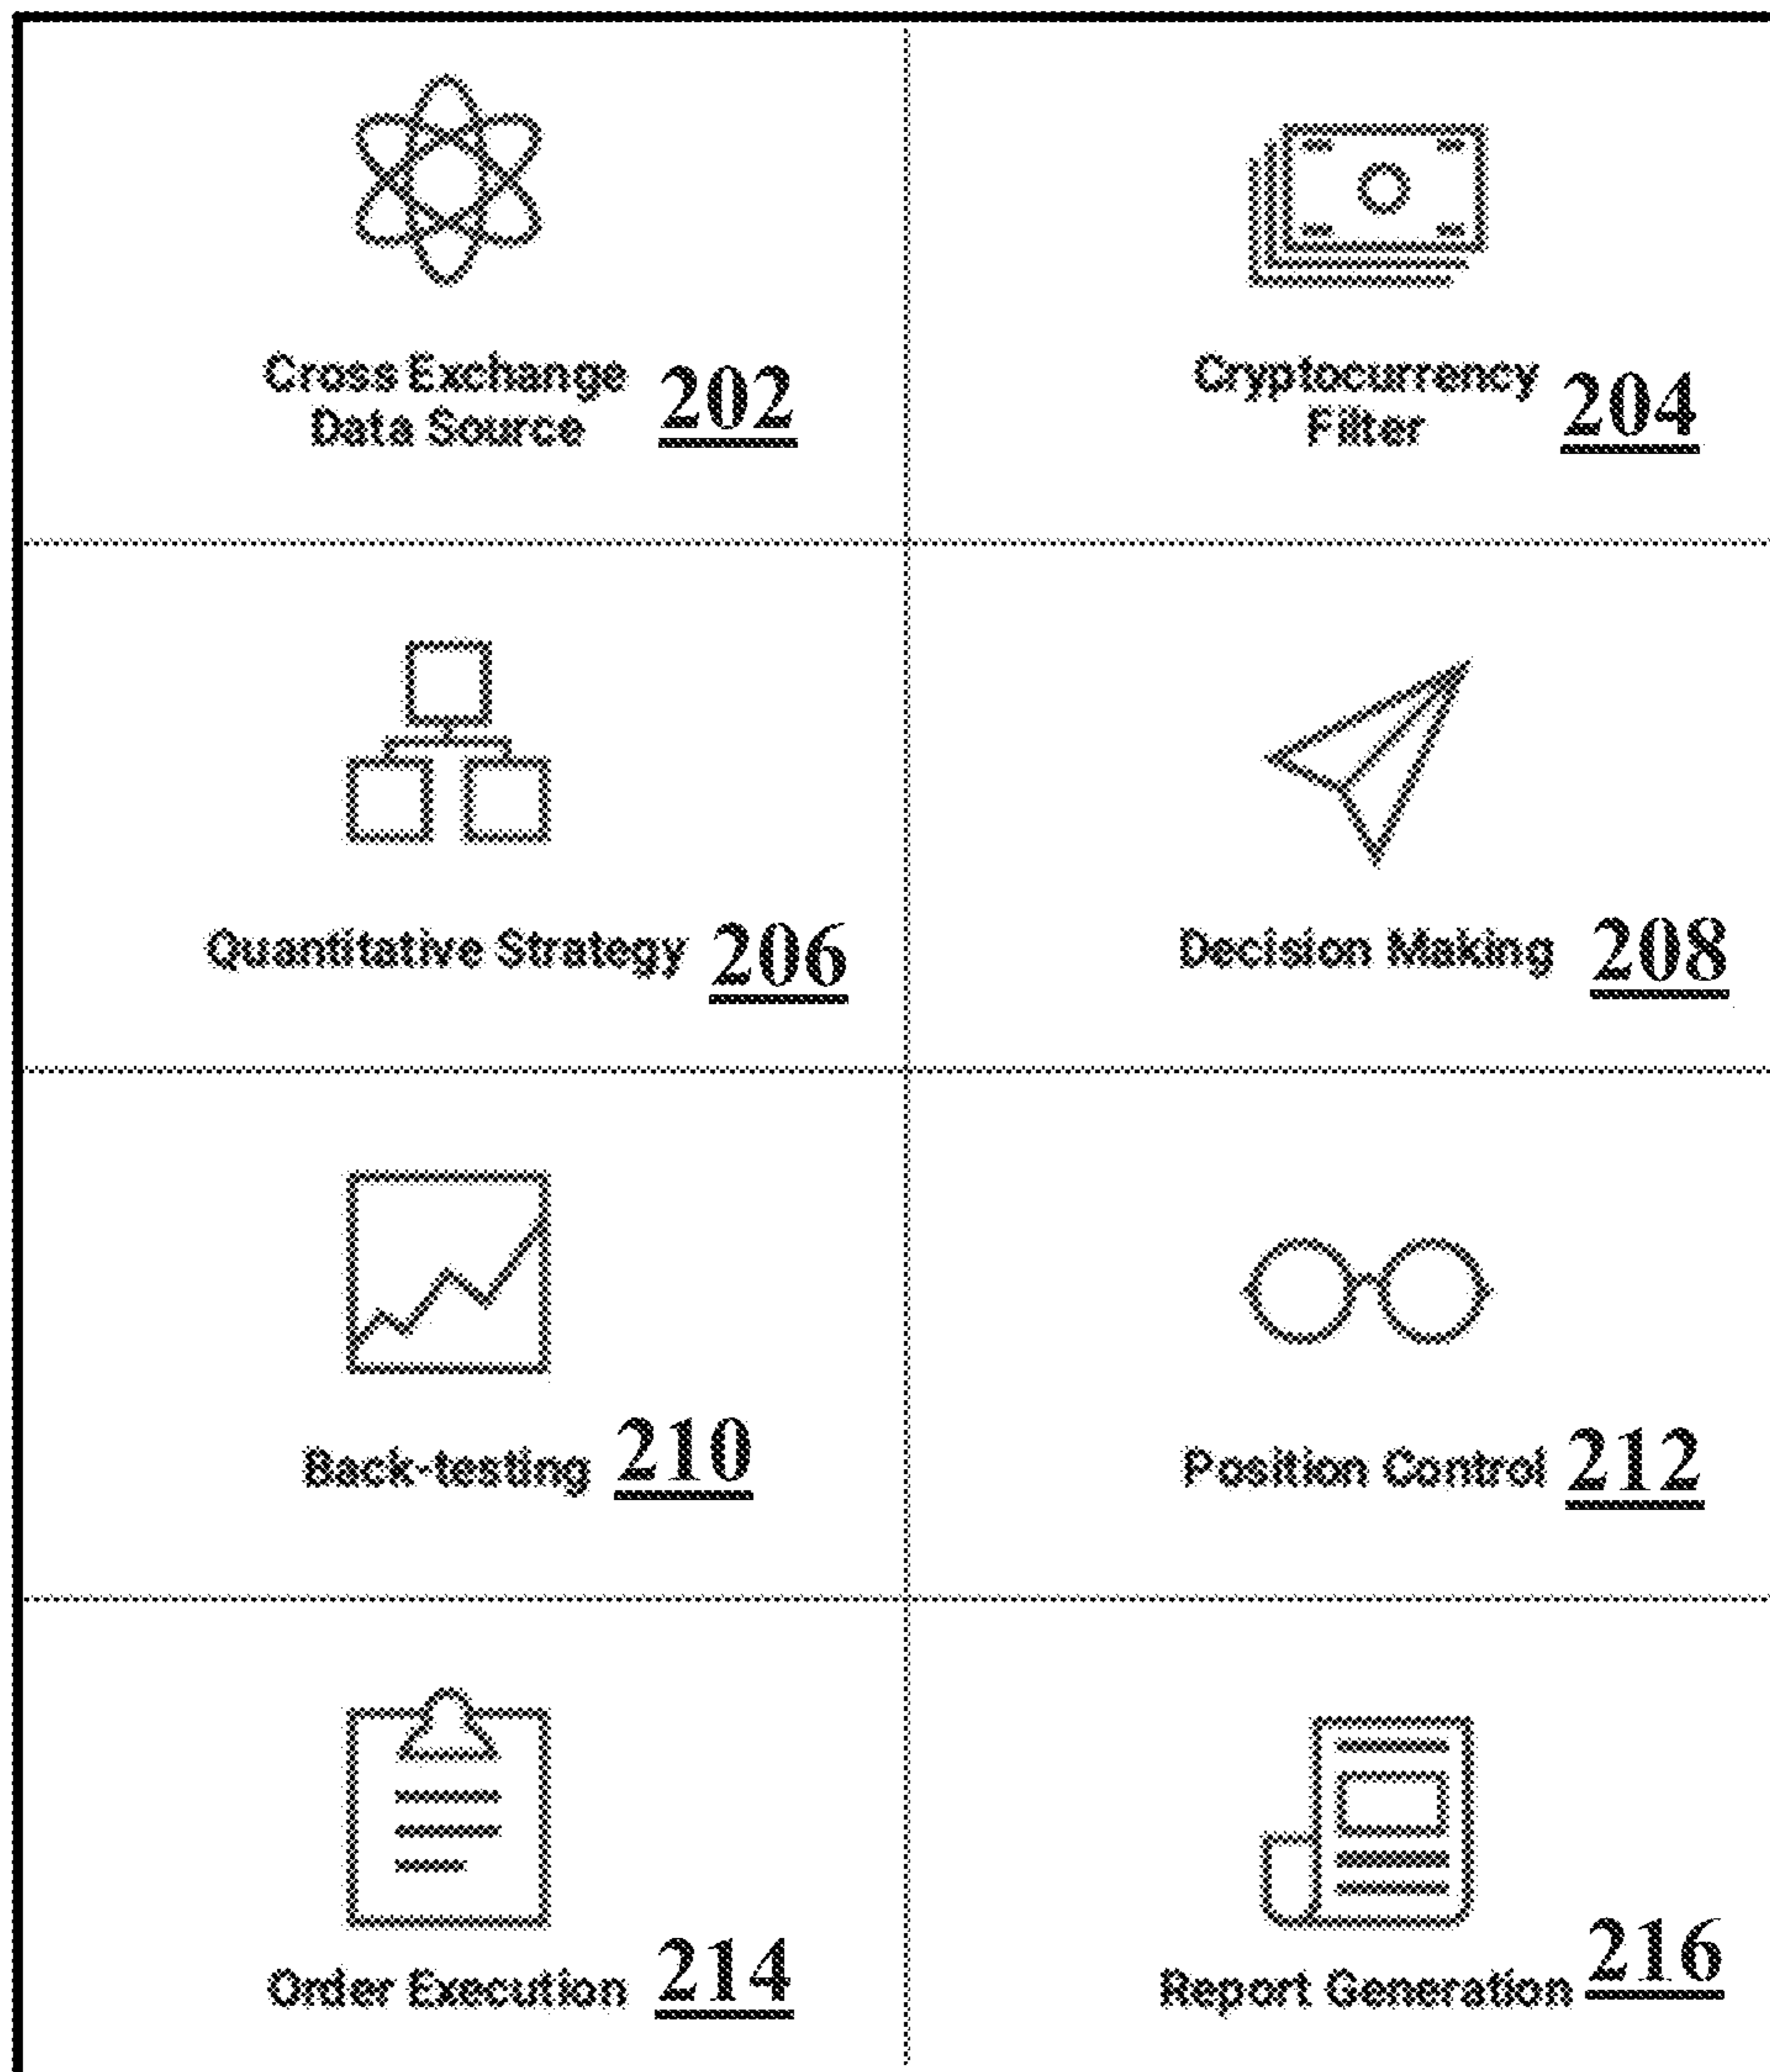 Cross Exchange
Data Source 202
Cryptocurrency
Filter 204
Quantitative Strategy 206
Decision Making 208
Back-testing 210
Position Control 212
Order Execution 214
Report Generation 216